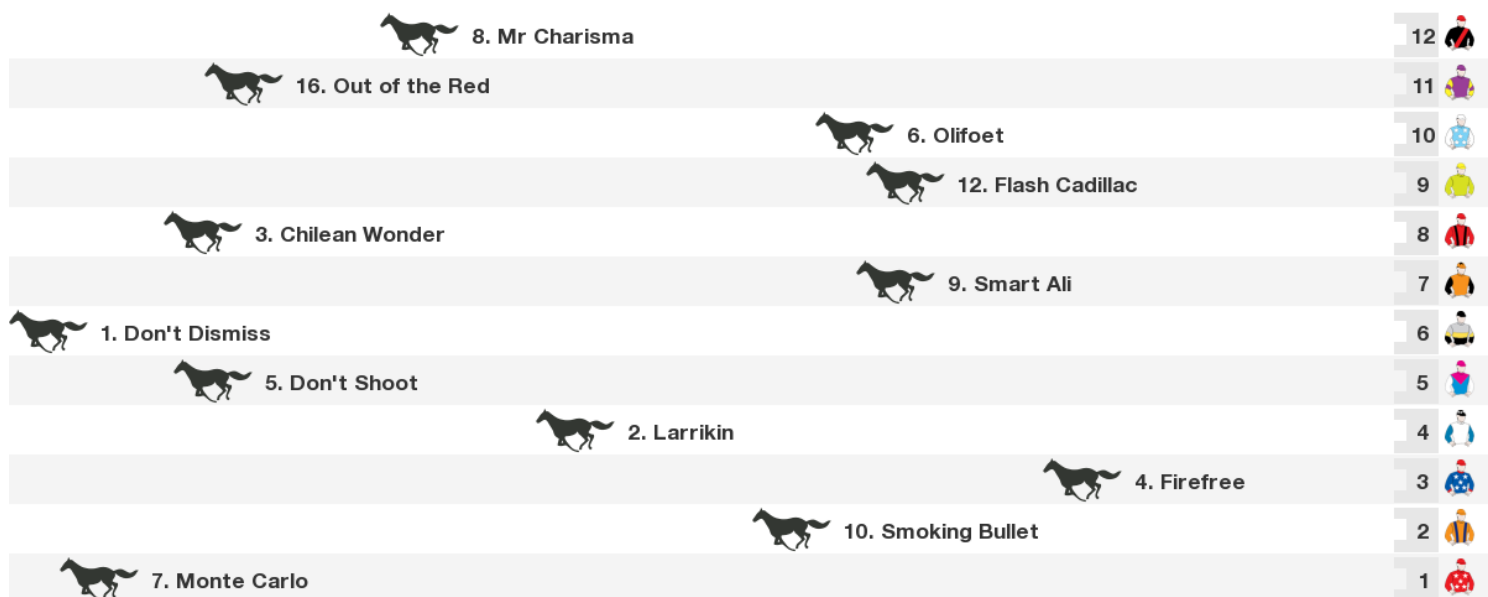 8. Mr Charisma 12
16. Out of the Red 11
6. Olifoet 10
12. Flash Cadillac 9
3. Chilean Wonder 8
9. Smart Ali 7
1. Don't Dismiss 6
5. Don't Shoot 5
2. Larrikin 4
4. Firefree 3
10. Smoking Bullet 2
7. Monte Carlo 1